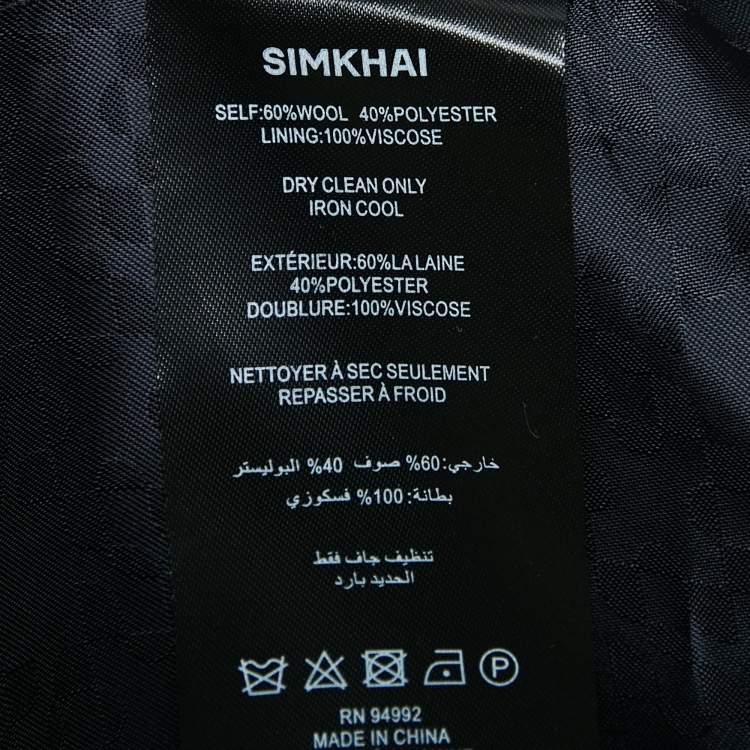 SIMKHAI
SELF:60%WOOL 40%POLYESTER
LINING:100%VISCOSE
DRY CLEAN ONLY
IRON COOL
EXTÉRIEUR:60%LA LAINE
40%POLYESTER
DOUBLURE:100%VISCOSE
NETTOYER À SEC SEULEMENT
REPASSER À FROID
خارجي:60% صوف 40% البوليستر
بطانة:100% فسكوزي
تنظيف جاف فقط
الحديد بارد
P
RN 94992
MADE IN CHINA